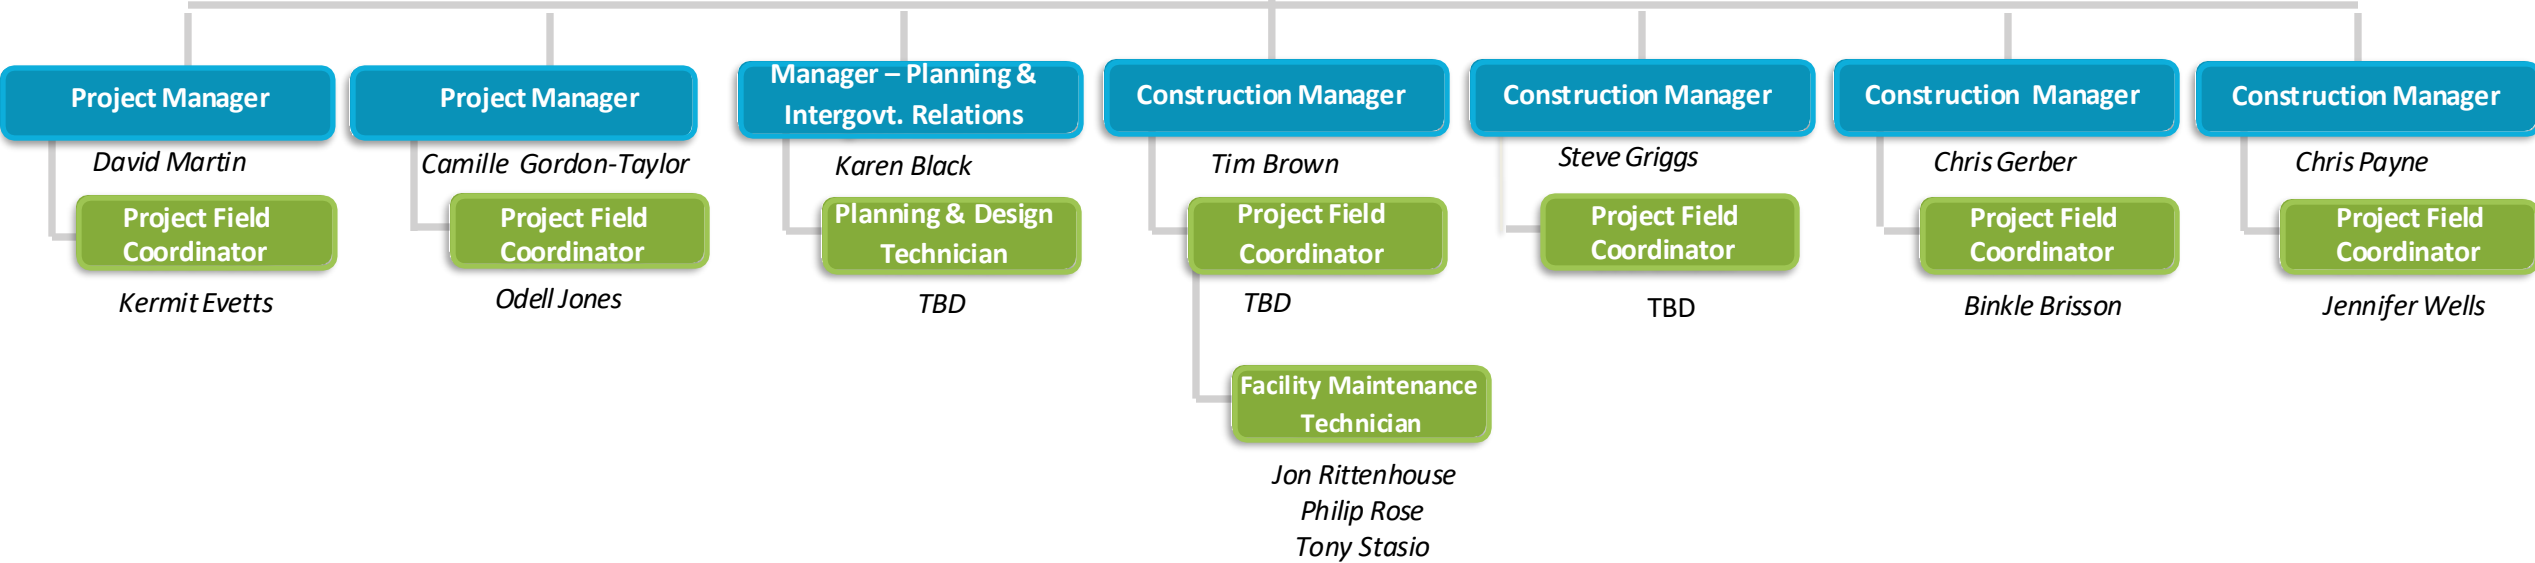 Project Manager
David Martin
Project Field
Coordinator
Kermit Evetts
Project Manager
Camille Gordon-Taylor
Project Field
Coordinator
Odell Jones
Manager – Planning &
Intergovt. Relations
Karen Black
Planning & Design
Technician
TBD
Construction Manager
Tim Brown
Project Field
Coordinator
TBD
Facility Maintenance
Technician
Jon Rittenhouse
Philip Rose
Tony Stasio
Construction Manager
Steve Griggs
Project Field
Coordinator
TBD
Construction Manager
Chris Gerber
Project Field
Coordinator
Binkle Brisson
Construction Manager
Chris Payne
Project Field
Coordinator
Jennifer Wells